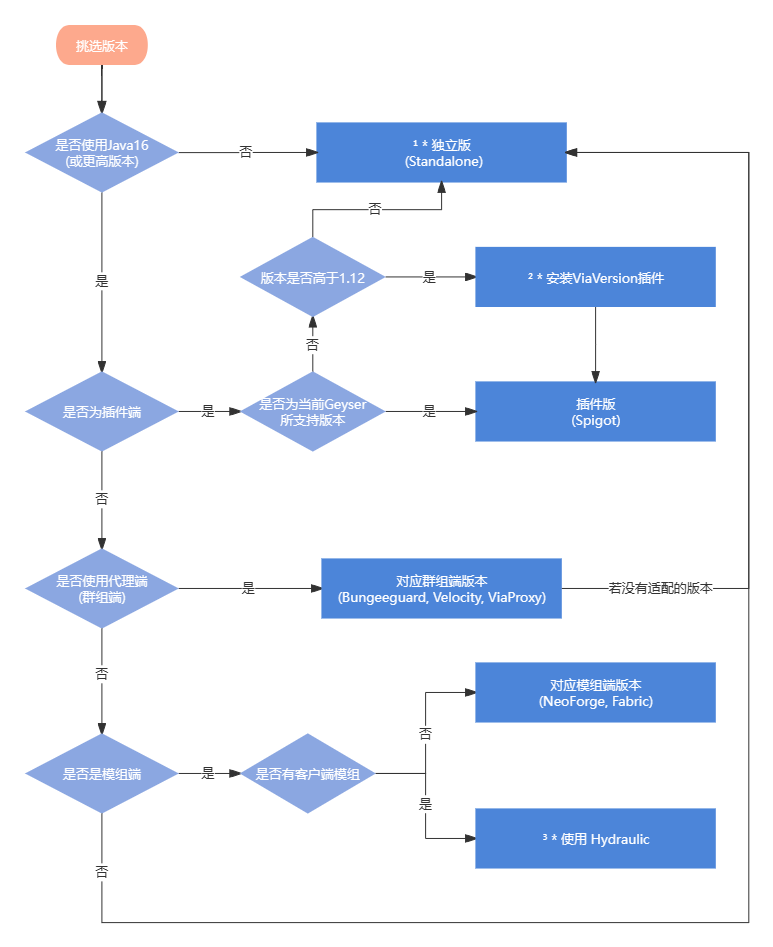 挑选版本
是否使用Java16
(或更高版本)
否
¹ * 独立版
(Standalone)
否
是
版本是否高于1.12
是
² * 安装ViaVersion插件
否
是否为插件端
是
是否为当前Geyser
所支持版本
是
插件版
(Spigot)
否
是否使用代理端
(群组端)
是
对应群组端版本
(Bungeeguard, Velocity, ViaProxy)
若没有适配的版本
否
对应模组端版本
(NeoForge, Fabric)
否
是否是模组端
是
是否有客户端模组
是
³ * 使用 Hydraulic
否